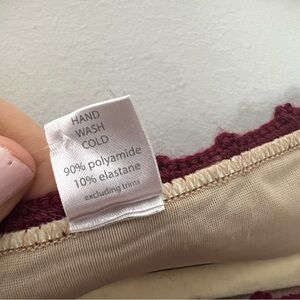 HAND
WASH
COLD
90% polyamide
10% elastane
excluding trims